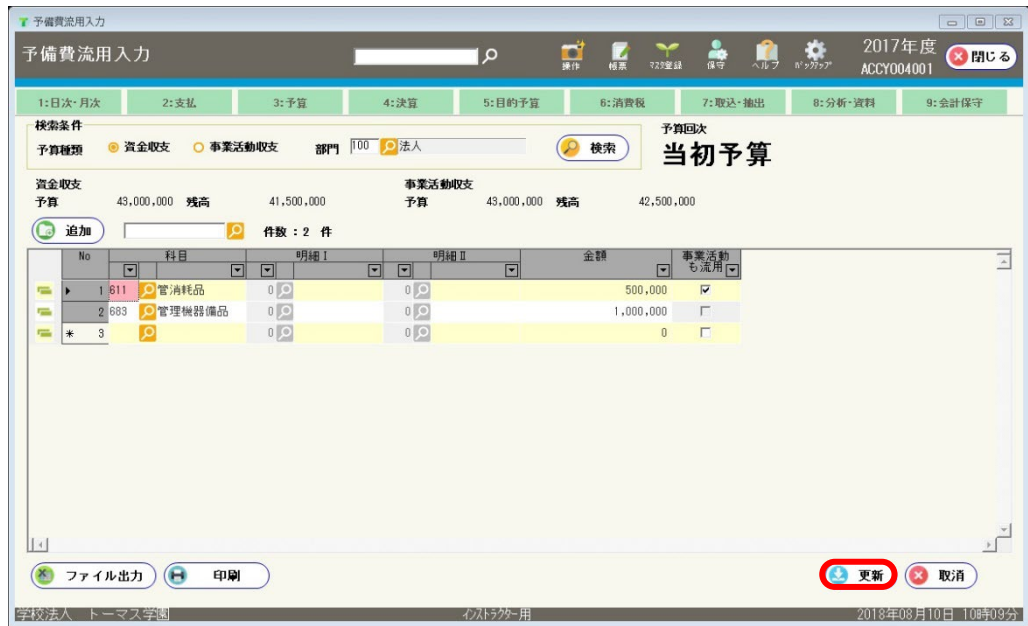 予備費流用入力
予備費流用入力 操作 帳票 マスタ登録 保守 ヘルプ ﾊﾞｯｸｱｯﾌﾟ 2017年度 ACCY004001 閉じる
1:日次・月次 2:支払 3:予算 4:決算 5:目的予算 6:消費税 7:取込・抽出 8:分析・資料 9:会計保守
検索条件
予算種類 資金収支 事業活動収支 部門 100 法人 検索
予算回次
当初予算
資金収支 事業活動収支
予算 43,000,000 残高 41,500,000 予算 43,000,000 残高 42,500,000
追加 件数 : 2 件
No 科目 明細Ⅰ 明細Ⅱ 金額 事業活動も流用
1 611 管消耗品 0 0 500,000
2 683 管理機器備品 0 0 1,000,000
* 3 0 0 0
ファイル出力 印刷 更新 取消
学校法人 トーマス学園 ｲﾝｽﾄﾗｸﾀｰ用 2018年08月10日 10時09分